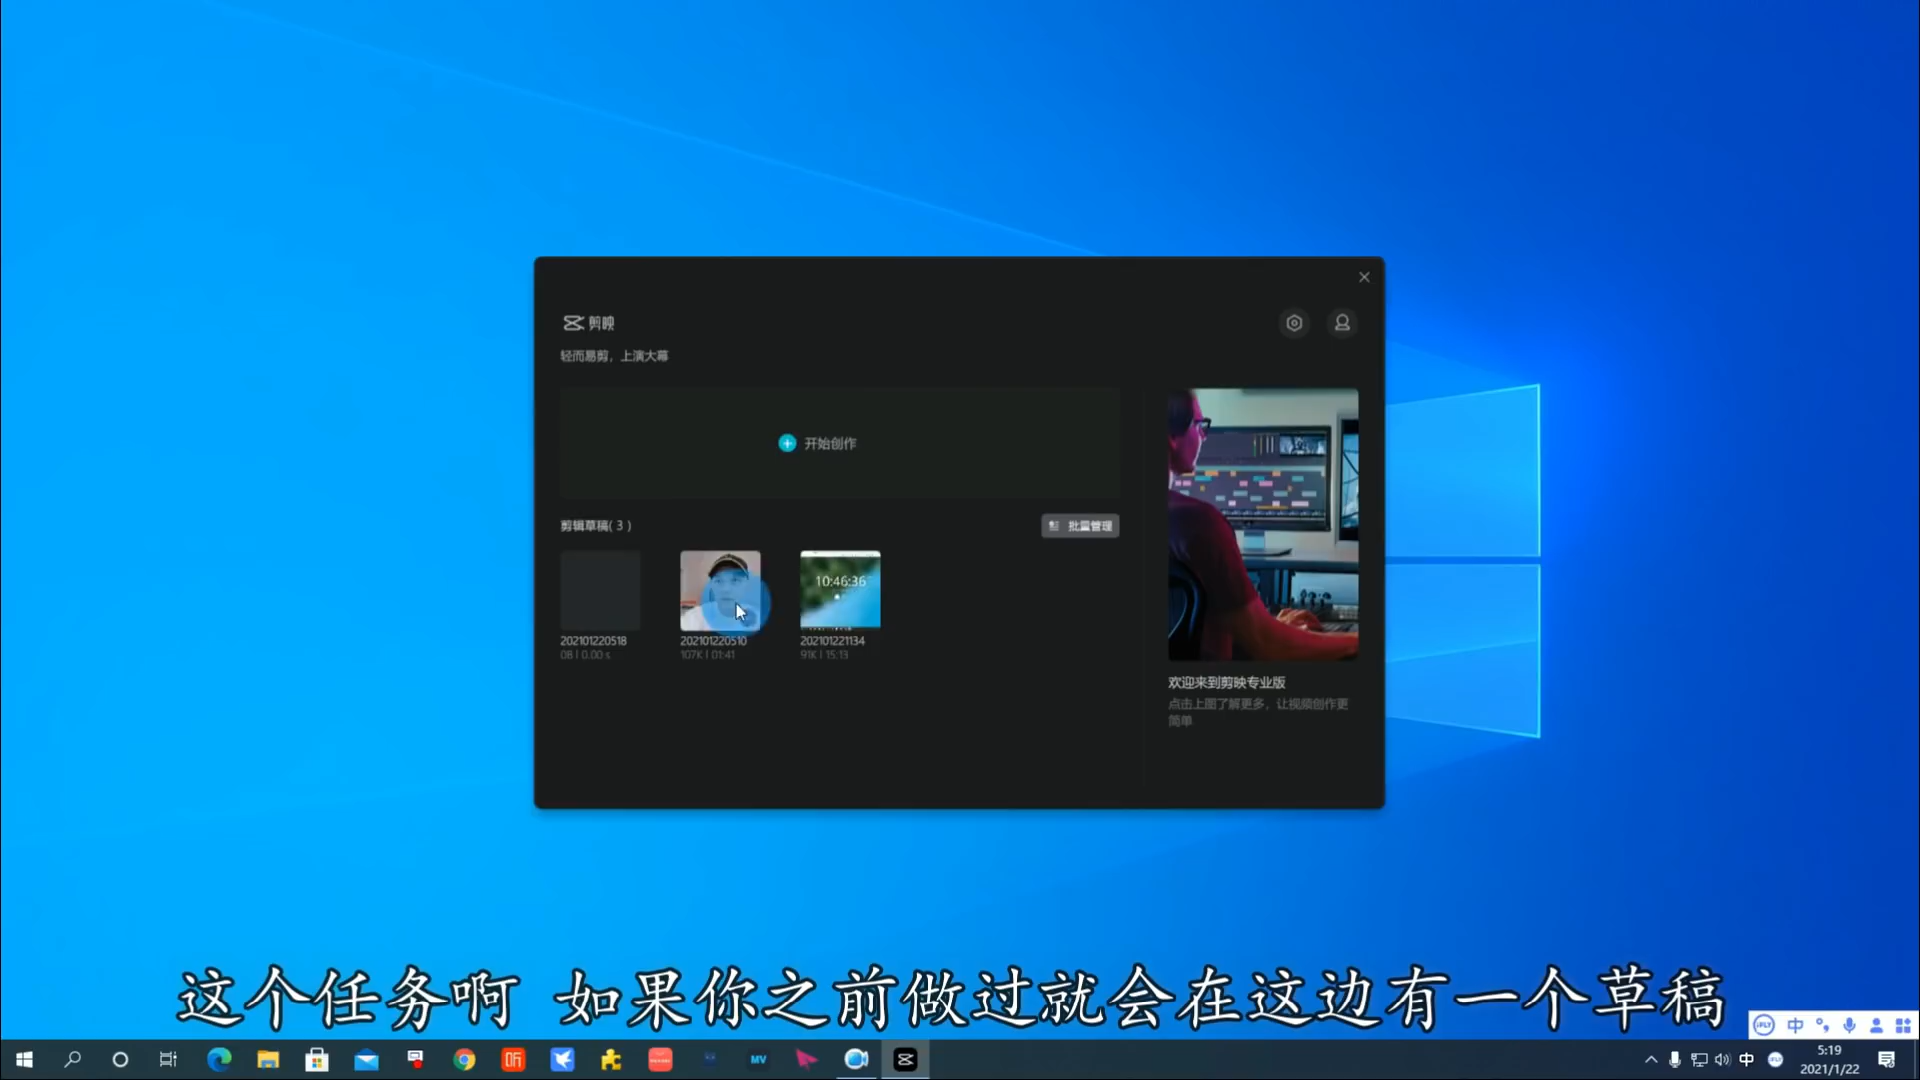 剪映
轻而易剪，上演大幕
开始创作
剪辑草稿( 3 )
批量管理
10:46:36
202101220518
202101220510
202101221134
0B | 0.00 s
107K | 01:41
91K | 15:13
欢迎来到剪映专业版
点击上图了解更多，让视频创作更
简单
这个任务啊 如果你之前做过就会在这边有一个草稿
iFLY 中
MV
中
5:19
2021/1/22